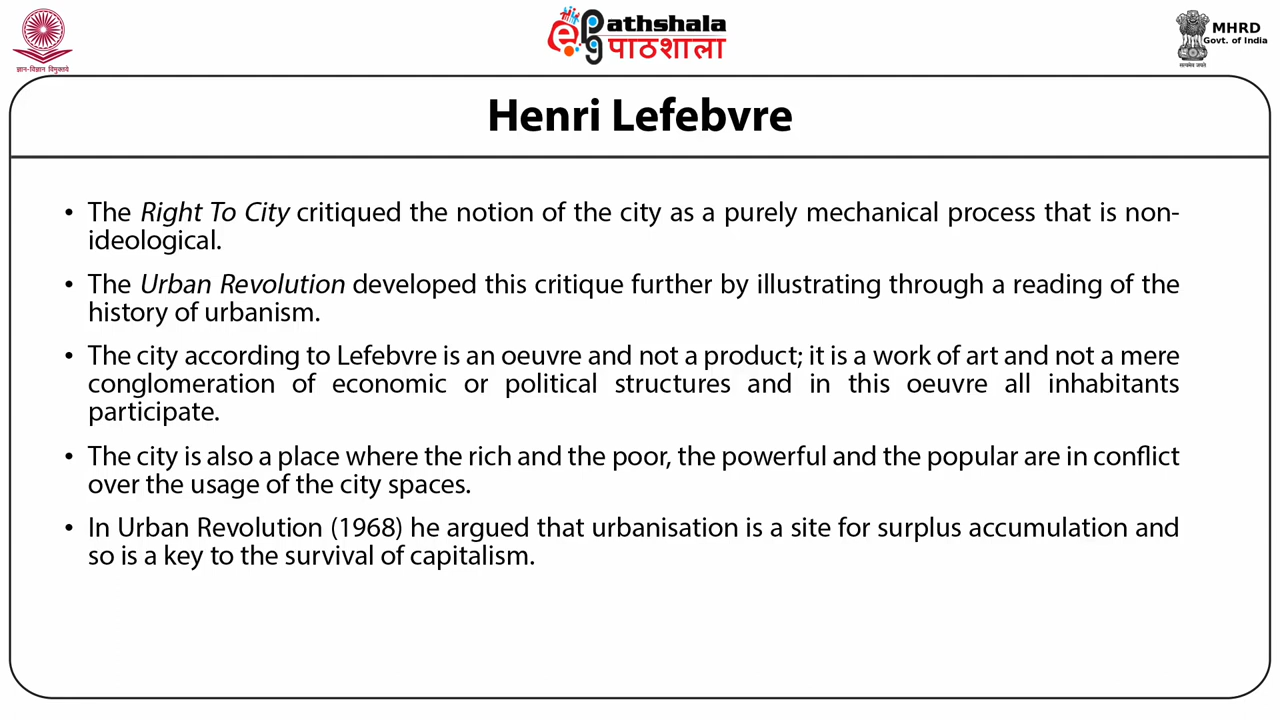 ज्ञान-विज्ञान विमुक्तये
epathshala
पाठशाला
MHRD
Govt. of India
सत्यमेव जयते
Henri Lefebvre
• The Right To City critiqued the notion of the city as a purely mechanical process that is non-
ideological.
• The Urban Revolution developed this critique further by illustrating through a reading of the
history of urbanism.
• The city according to Lefebvre is an oeuvre and not a product; it is a work of art and not a mere
conglomeration of economic or political structures and in this oeuvre all inhabitants
participate.
• The city is also a place where the rich and the poor, the powerful and the popular are in conflict
over the usage of the city spaces.
• In Urban Revolution (1968) he argued that urbanisation is a site for surplus accumulation and
so is a key to the survival of capitalism.